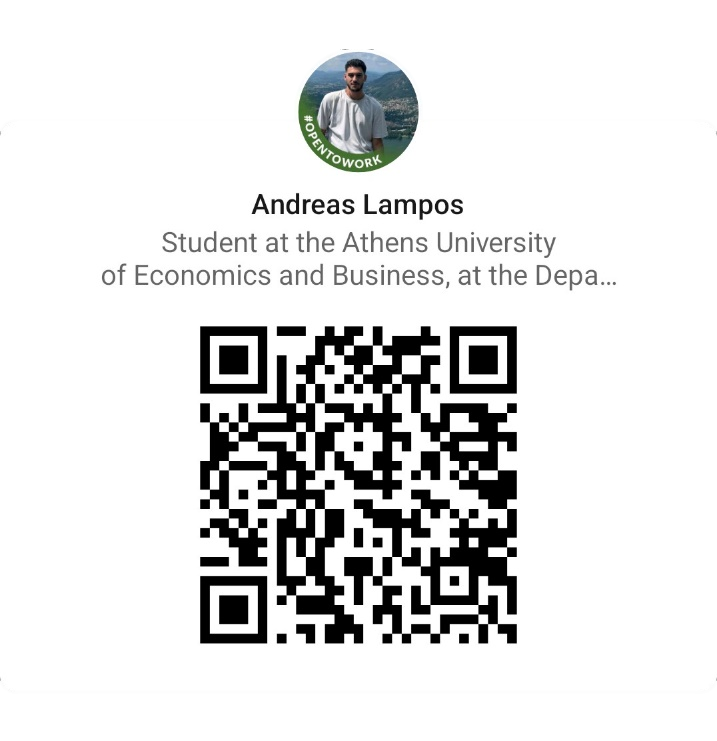 #OPENTOWORK
Andreas Lampos
Student at the Athens University
of Economics and Business, at the Depa...